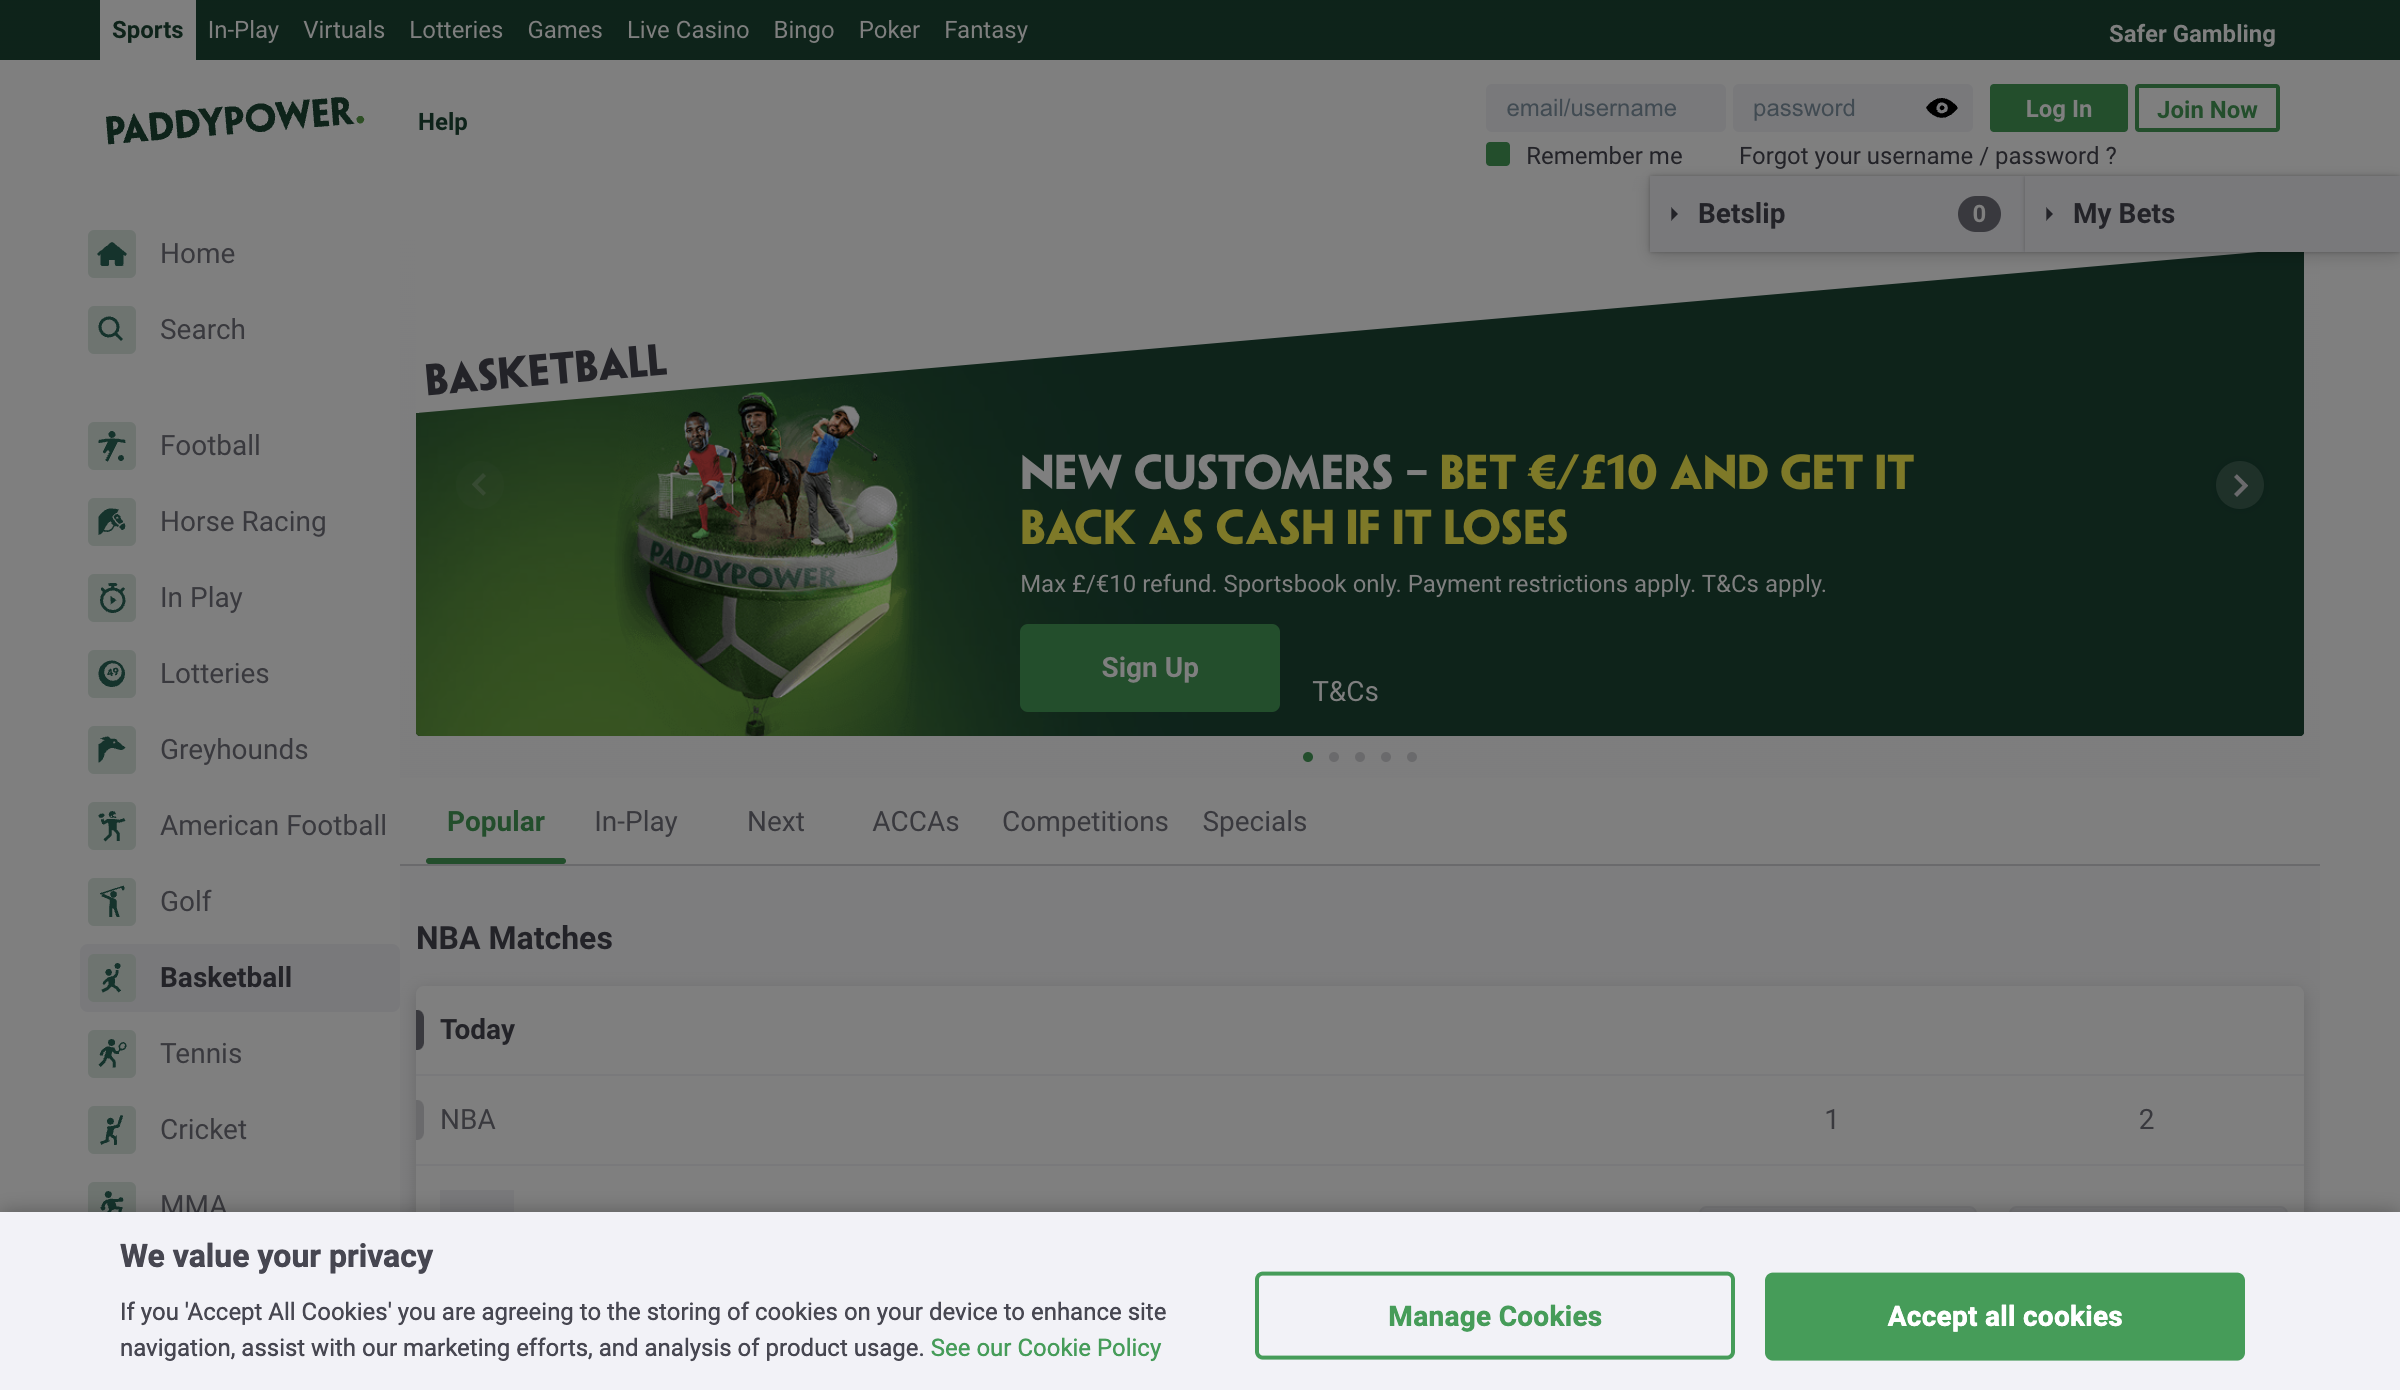 Sports In-Play Virtuals Lotteries Games Live Casino Bingo Poker Fantasy Safer Gambling
PADDYPOWER.
Help
email/username password Log In Join Now
Remember me Forgot your username / password ?
Betslip 0 My Bets
Home
Search
Football
Horse Racing
In Play
49
Lotteries
Greyhounds
American Football
Golf
Basketball
Tennis
Cricket
MMA
BASKETBALL
PADDYPOWER
NEW CUSTOMERS – BET €/£10 AND GET IT
BACK AS CASH IF IT LOSES
Max £/€10 refund. Sportsbook only. Payment restrictions apply. T&Cs apply.
Sign Up
T&Cs
Popular In-Play Next ACCAs Competitions Specials
NBA Matches
Today
NBA 1 2
We value your privacy
If you 'Accept All Cookies' you are agreeing to the storing of cookies on your device to enhance site
navigation, assist with our marketing efforts, and analysis of product usage. See our Cookie Policy
Manage Cookies
Accept all cookies